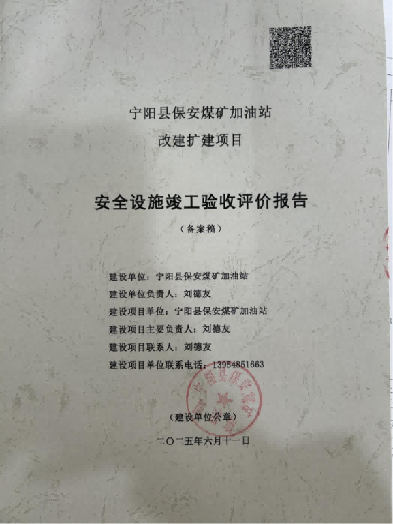 宁阳县保安煤矿加油站
改建扩建项目
安全设施竣工验收评价报告
（备案稿）
建设单位：宁阳县保安煤矿加油站
建设单位负责人：刘德友
建设项目单位：宁阳县保安煤矿加油站
建设项目主要负责人：刘德友
建设项目联系人：刘德友
建设项目单位联系电话：13954851663
（建设单位公章）
二〇二五年六月十一日